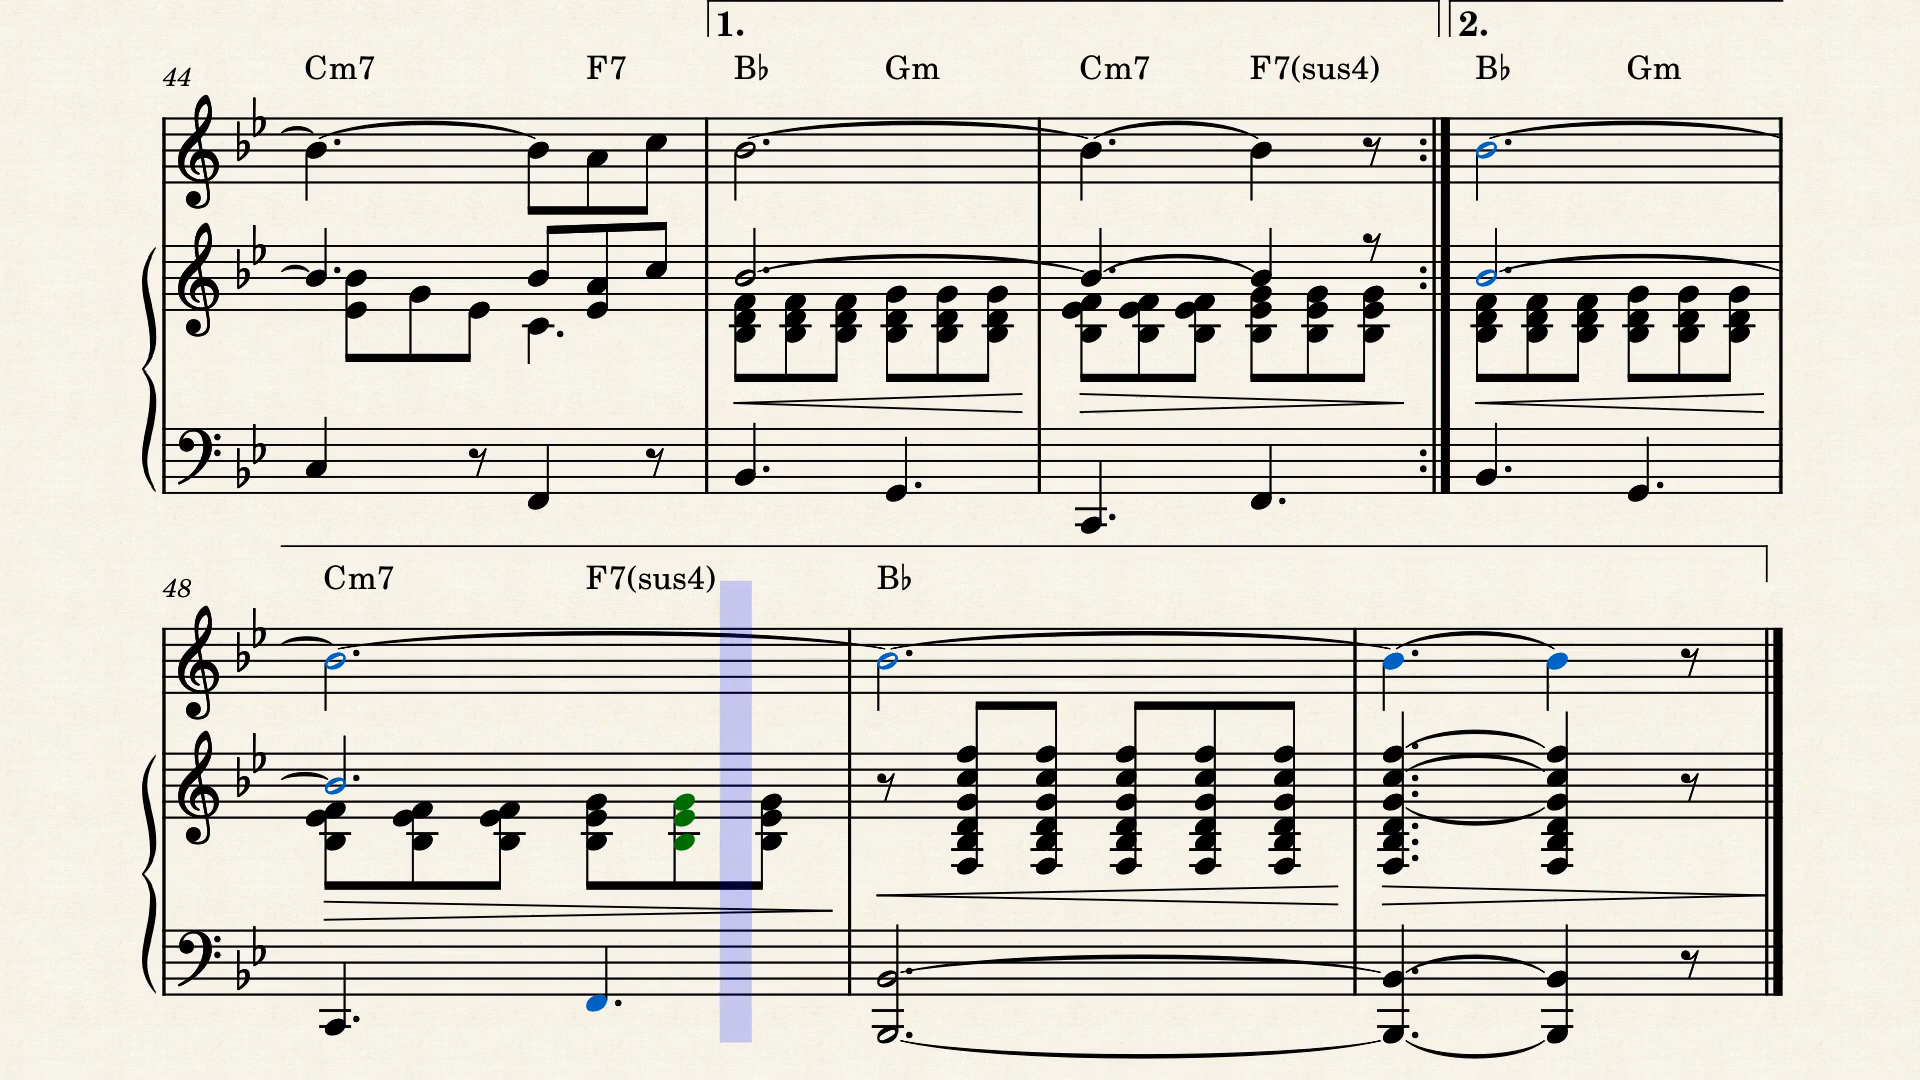 1. 2.
44 Cm7 F7 B♭ Gm Cm7 F7(sus4) B♭ Gm
48 Cm7 F7(sus4) B♭